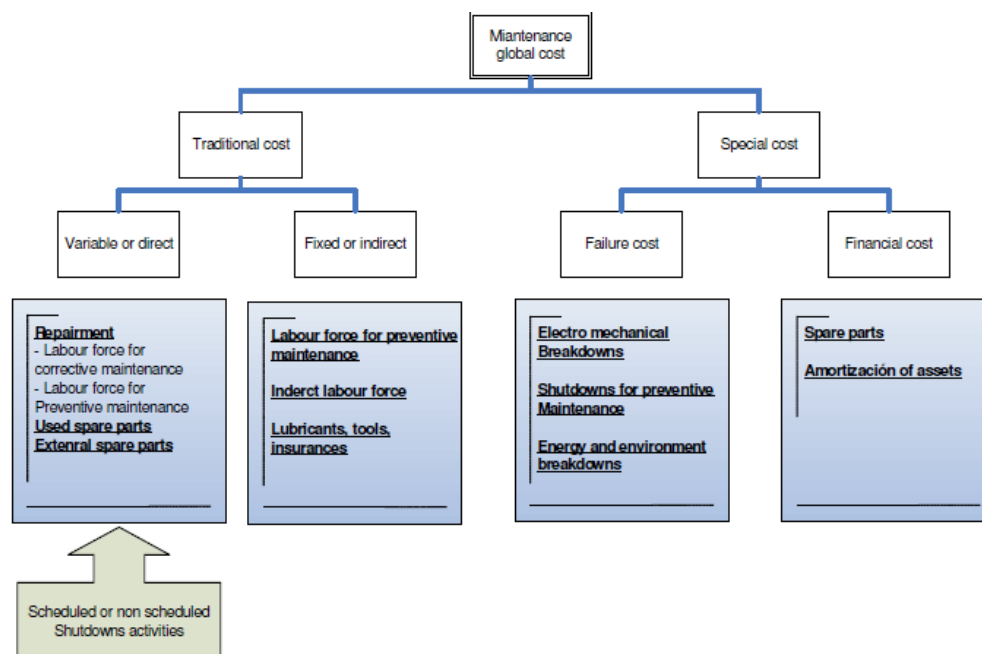 Miantenance
global cost
Traditional cost
Special cost
Variable or direct
Fixed or indirect
Failure cost
Financial cost
Repairment
- Labour force for
corrective maintenance
- Labour force for
Preventive maintenance
Used spare parts
Extenral spare parts
Labour force for preventive
maintenance
Inderct labour force
Lubricants, tools,
insurances
Electro mechanical
Breakdowns
Shutdowns for preventive
Maintenance
Energy and environment
breakdowns
Spare parts
Amortización of assets
Scheduled or non scheduled
Shutdowns activities